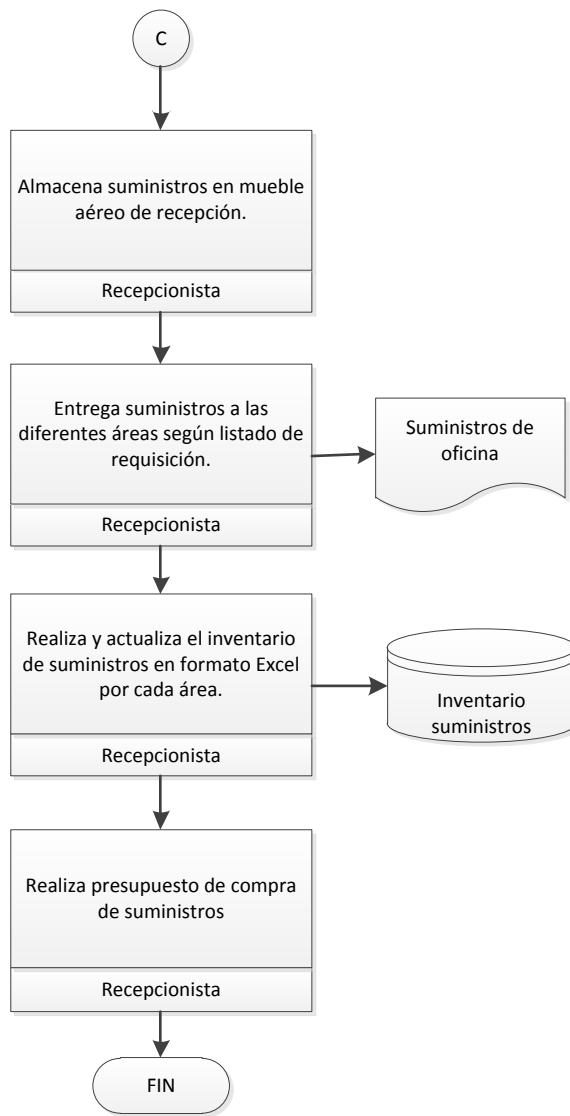 C
Almacena suministros en mueble
aéreo de recepción.
Recepcionista
Entrega suministros a las
diferentes áreas según listado de
requisición.
Recepcionista
Suministros de
oficina
Realiza y actualiza el inventario
de suministros en formato Excel
por cada área.
Recepcionista
Inventario
suministros
Realiza presupuesto de compra
de suministros
Recepcionista
FIN